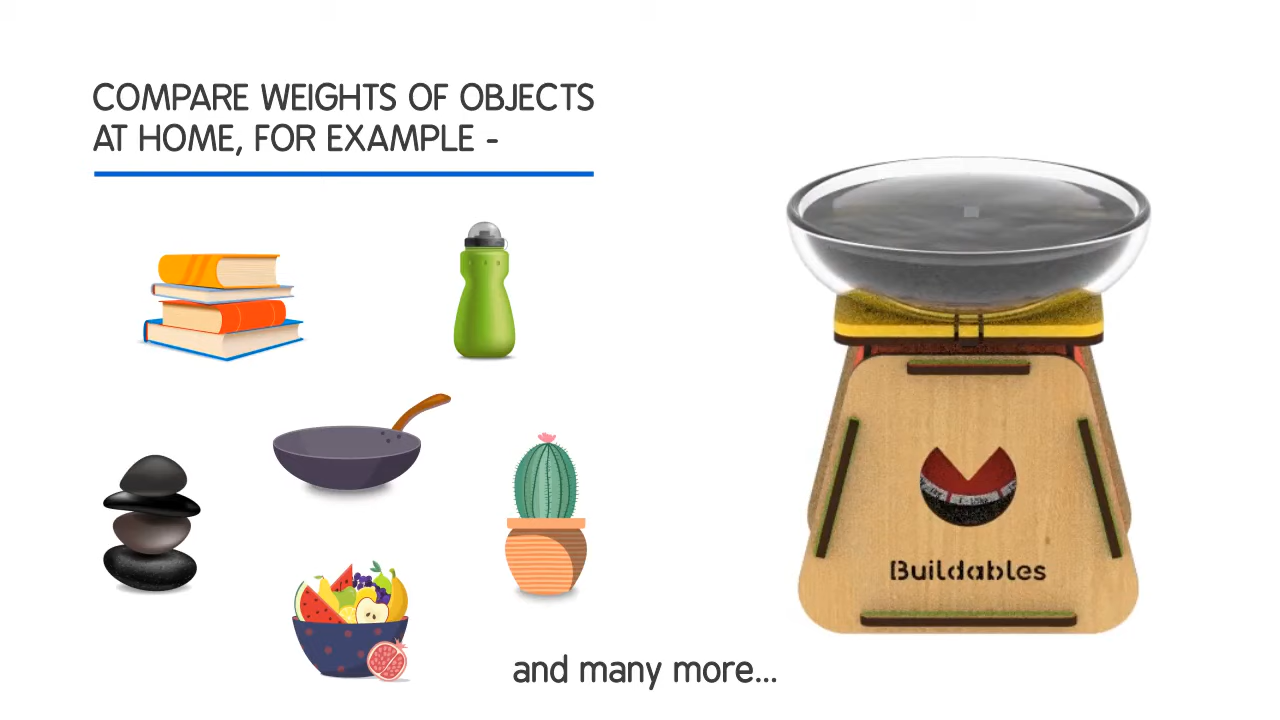 COMPARE WEIGHTS OF OBJECTS
AT HOME, FOR EXAMPLE -
Buildables
and many more...